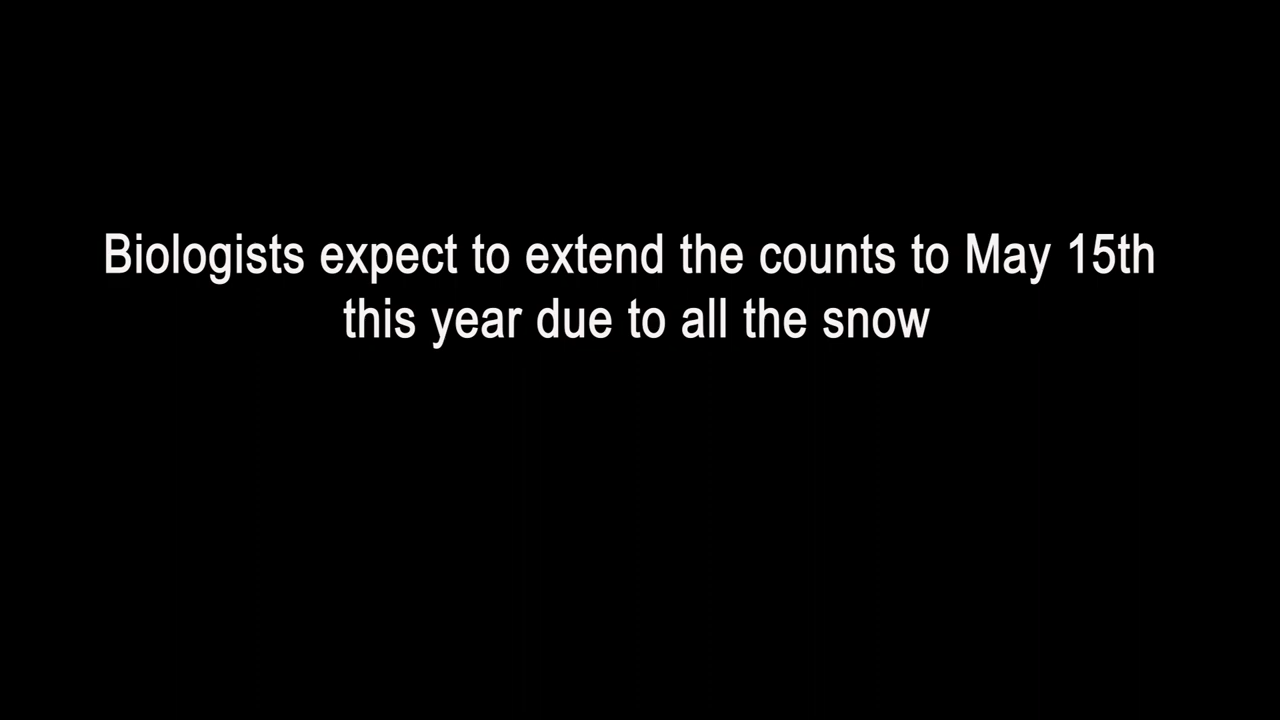 Biologists expect to extend the counts to May 15th
this year due to all the snow